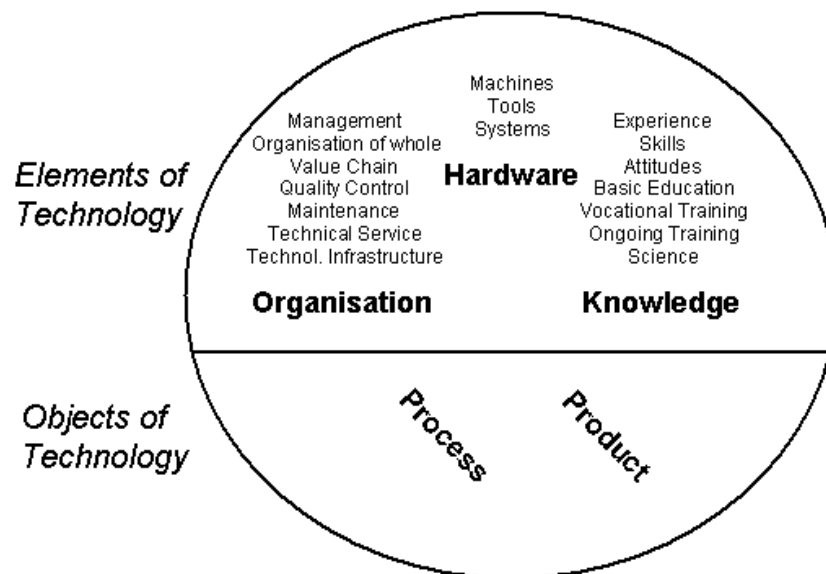 Elements of
Technology
Machines
Tools
Systems
Hardware
Management
Organisation of whole
Value Chain
Quality Control
Maintenance
Technical Service
Technol. Infrastructure
Organisation
Experience
Skills
Attitudes
Basic Education
Vocational Training
Ongoing Training
Science
Knowledge
Objects of
Technology
Process
Product